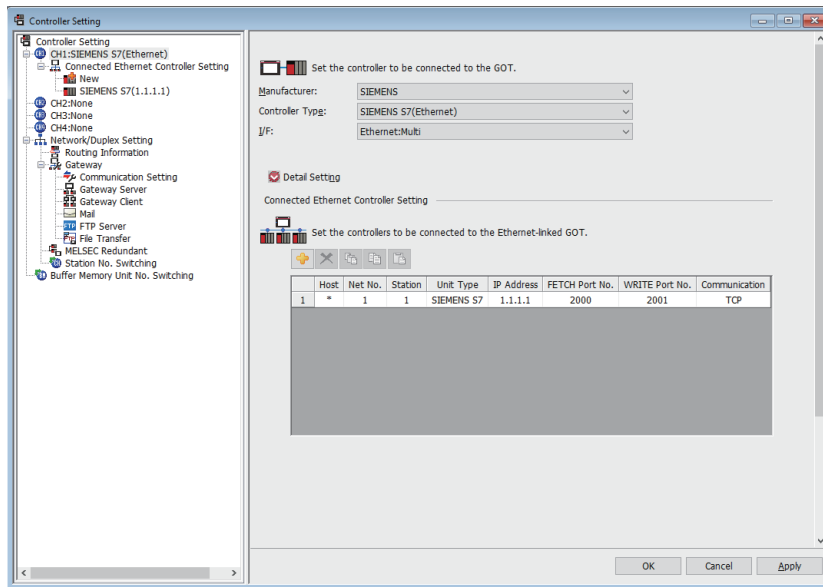 Controller Setting
Controller Setting
CH1:SIEMENS S7(Ethernet)
Connected Ethernet Controller Setting
New
SIEMENS S7(1.1.1.1)
CH2:None
CH3:None
CH4:None
Network/Duplex Setting
Routing Information
Gateway
Communication Setting
Gateway Server
Gateway Client
Mail
FTP Server
File Transfer
MELSEC Redundant
Station No. Switching
Buffer Memory Unit No. Switching
Set the controller to be connected to the GOT.
Manufacturer: SIEMENS
Controller Type: SIEMENS S7(Ethernet)
I/F: Ethernet:Multi
Detail Setting
Connected Ethernet Controller Setting
Set the controllers to be connected to the Ethernet-linked GOT.
Host Net No. Station Unit Type IP Address FETCH Port No. WRITE Port No. Communication
1 * 1 1 SIEMENS S7 1.1.1.1 2000 2001 TCP
OK Cancel Apply